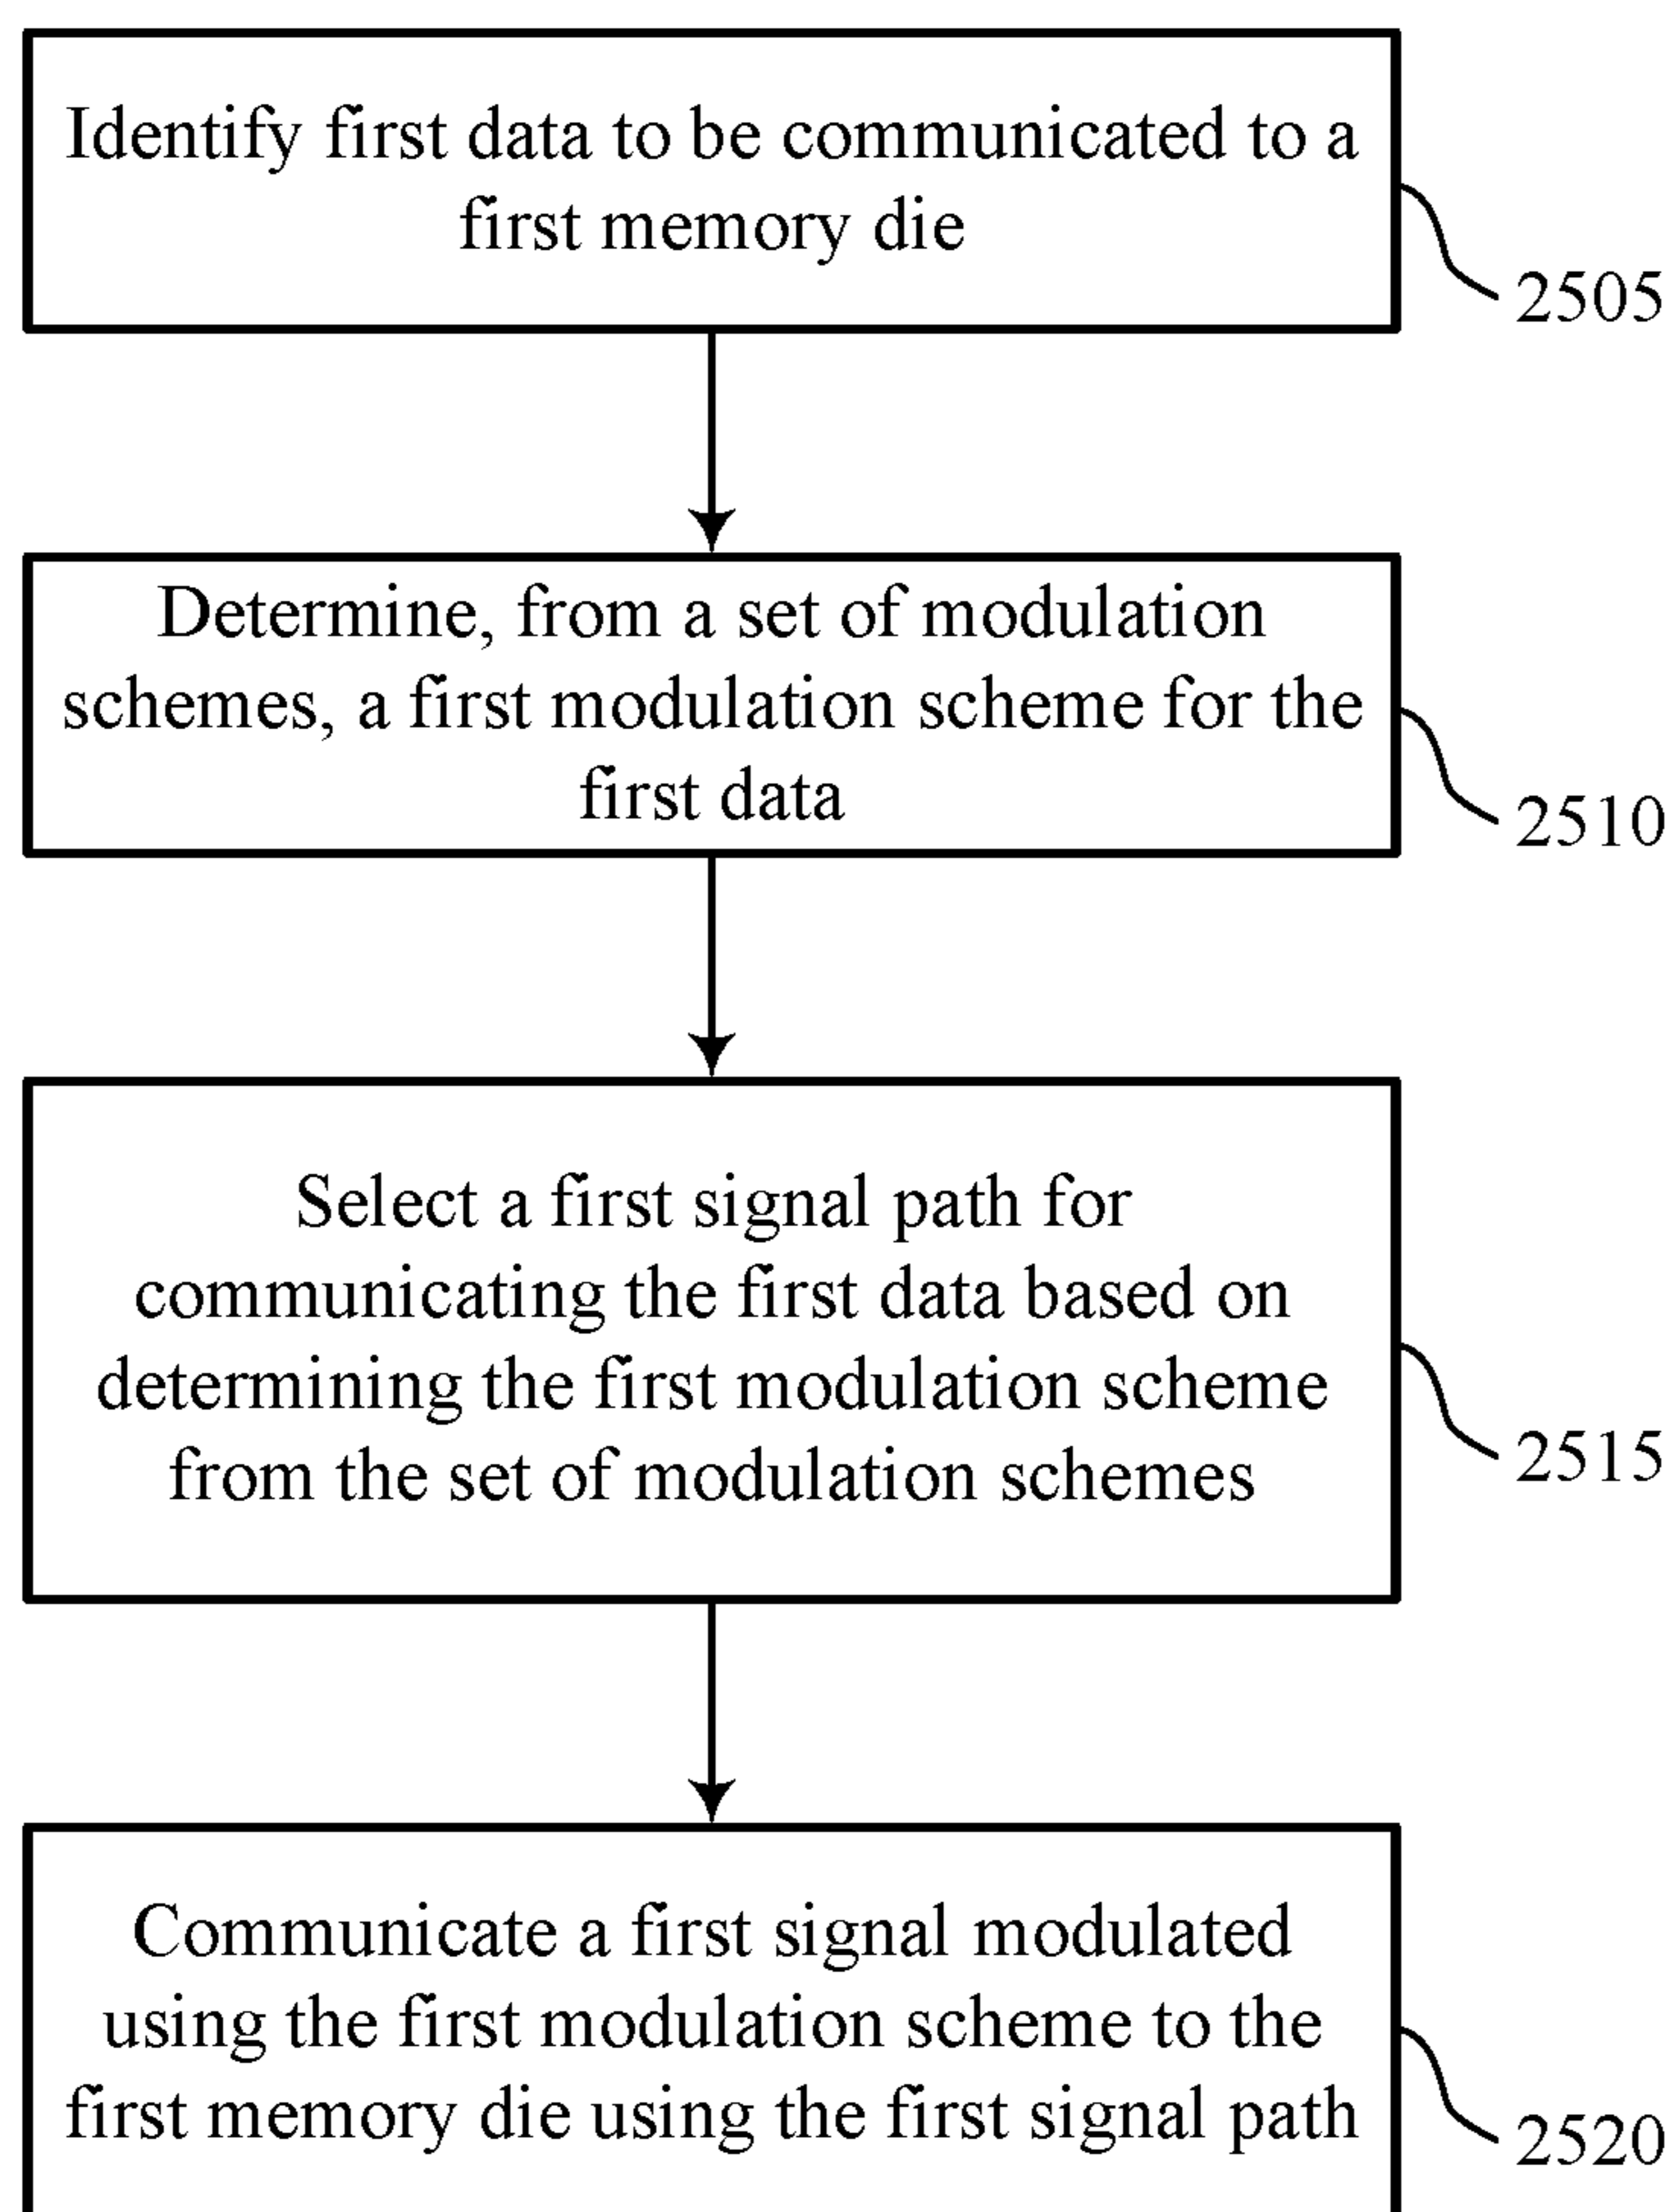 Identify first data to be communicated to a
first memory die
2505
Determine, from a set of modulation
schemes, a first modulation scheme for the
first data
2510
Select a first signal path for
communicating the first data based on
determining the first modulation scheme
from the set of modulation schemes
2515
Communicate a first signal modulated
using the first modulation scheme to the
first memory die using the first signal path
2520